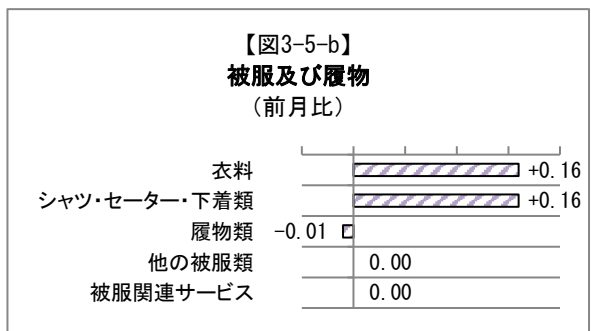 【図3-5-b】
被服及び履物
（前月比）
衣料 +0.16
シャツ・セーター・下着類 +0.16
履物類 -0.01
他の被服類 0.00
被服関連サービス 0.00